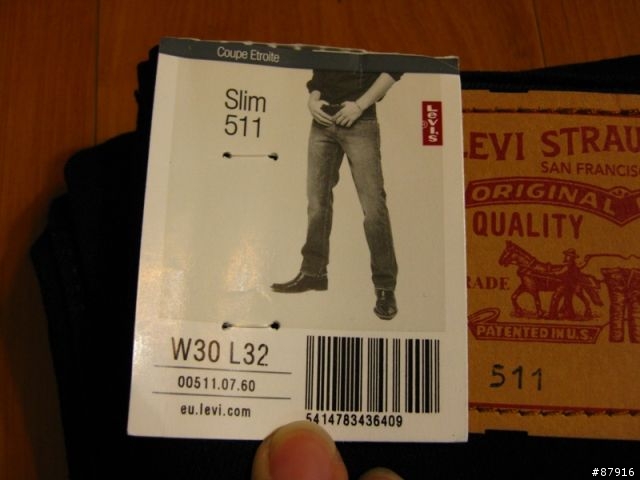 Coupe Etroite
Slim
511
Levi's
®
W30 L32
00511.07.60
eu.levi.com
5414783436409
LEVI STRAU
SAN FRANCIS
ORIGINAL
QUALITY
RADE
PATENTED IN U.S.
511
#87916